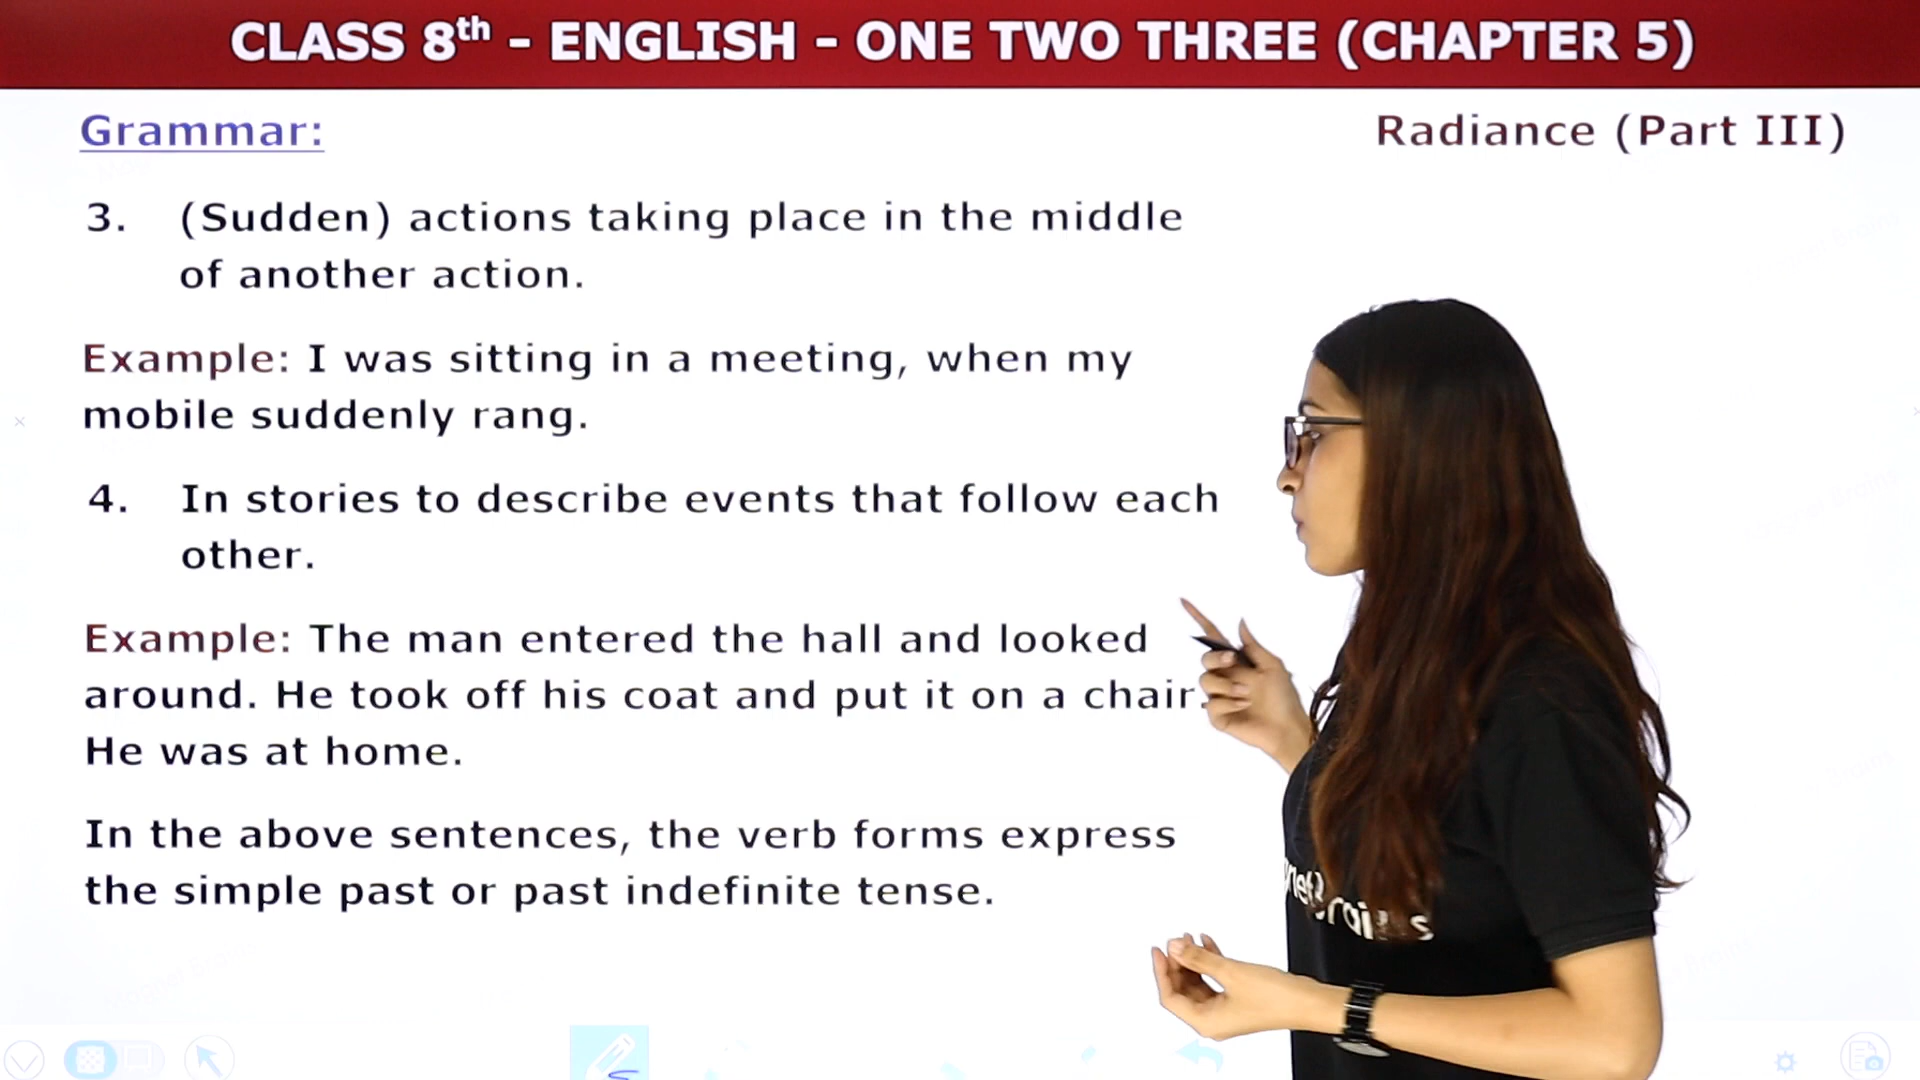 CLASS 8th - ENGLISH - ONE TWO THREE (CHAPTER 5)
Grammar:
Radiance (Part III)
3. (Sudden) actions taking place in the middle
of another action.
Example: I was sitting in a meeting, when my
mobile suddenly rang.
4. In stories to describe events that follow each
other.
Example: The man entered the hall and looked
around. He took off his coat and put it on a chair.
He was at home.
In the above sentences, the verb forms express
the simple past or past indefinite tense.